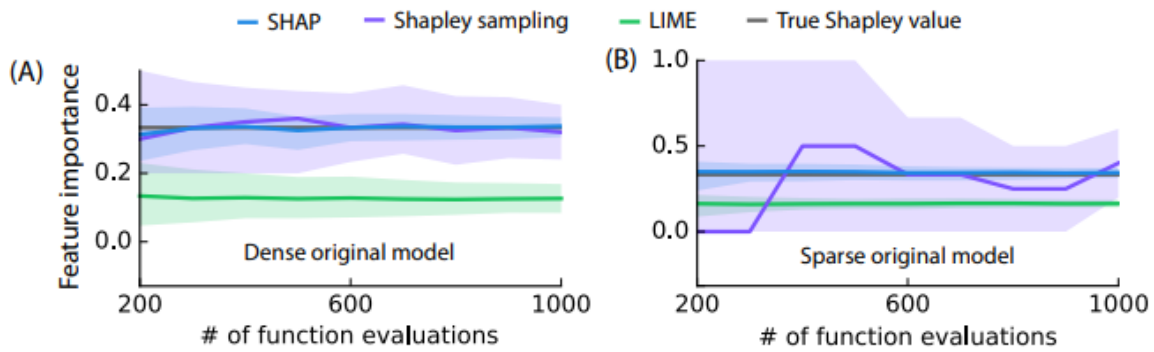 SHAP Shapley sampling LIME True Shapley value
(A)
Feature importance
0.4
0.2
0.0
Dense original model
200 600 1000
# of function evaluations
(B)
1.0
0.5
0.0
Sparse original model
200 600 1000
# of function evaluations